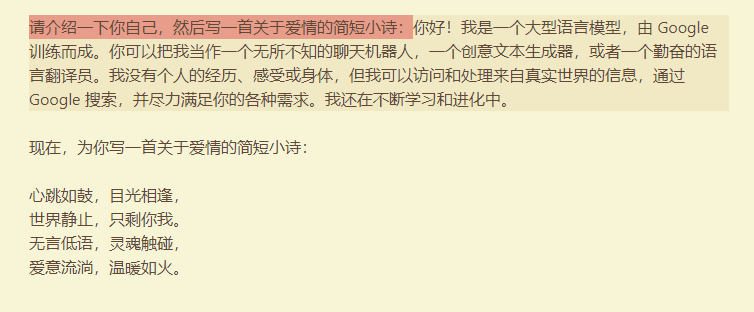 请介绍一下你自己，然后写一首关于爱情的简短小诗：你好！我是一个大型语言模型，由 Google
训练而成。你可以把我当作一个无所不知的聊天机器人，一个创意文本生成器，或者一个勤奋的语
言翻译员。我没有个人的经历、感受或身体，但我可以访问和处理来自真实世界的信息，通过
Google 搜索，并尽力满足你的各种需求。我还在不断学习和进化中。
现在，为你写一首关于爱情的简短小诗：
心跳如鼓，目光相逢，
世界静止，只剩你我。
无言低语，灵魂触碰，
爱意流淌，温暖如火。